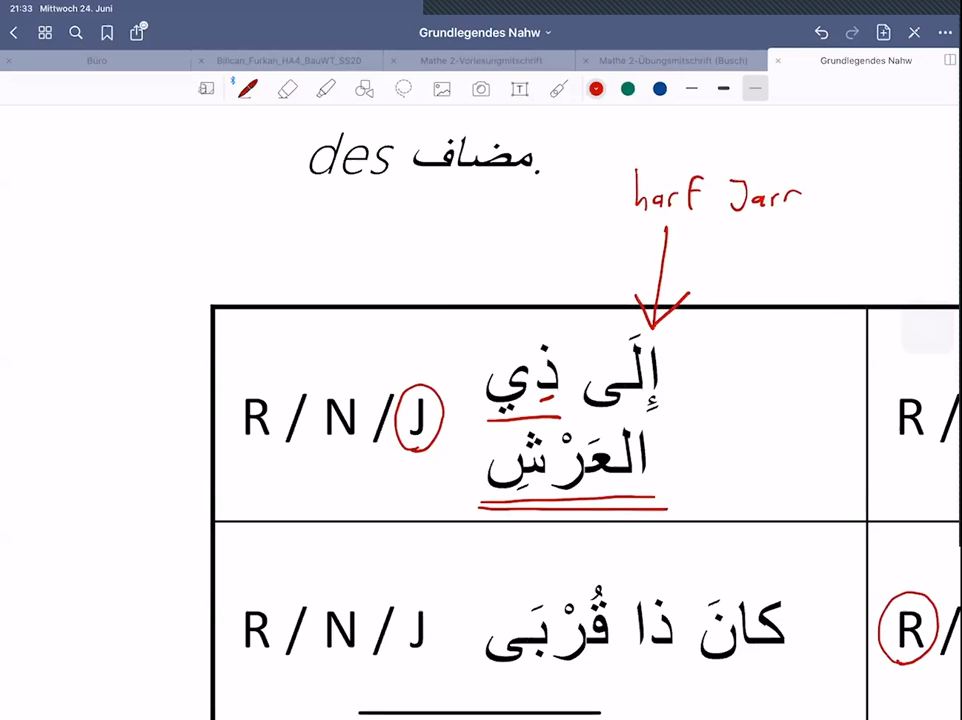 21:33 Mittwoch 24. Juni
Grundlegendes Nahw
Büro
Bilican_Furkan_HA4_BauWT_SS20
Mathe 2-Vorlesungmitschrift
Mathe 2-Übungsmitschrift (Busch)
Grundlegendes Nahw
des مضاف.
harf Jarr
R / N / J
إِلَى ذِي
العَرْشِ
R /
R / N / J
كانَ ذا قُرْبَى
R /